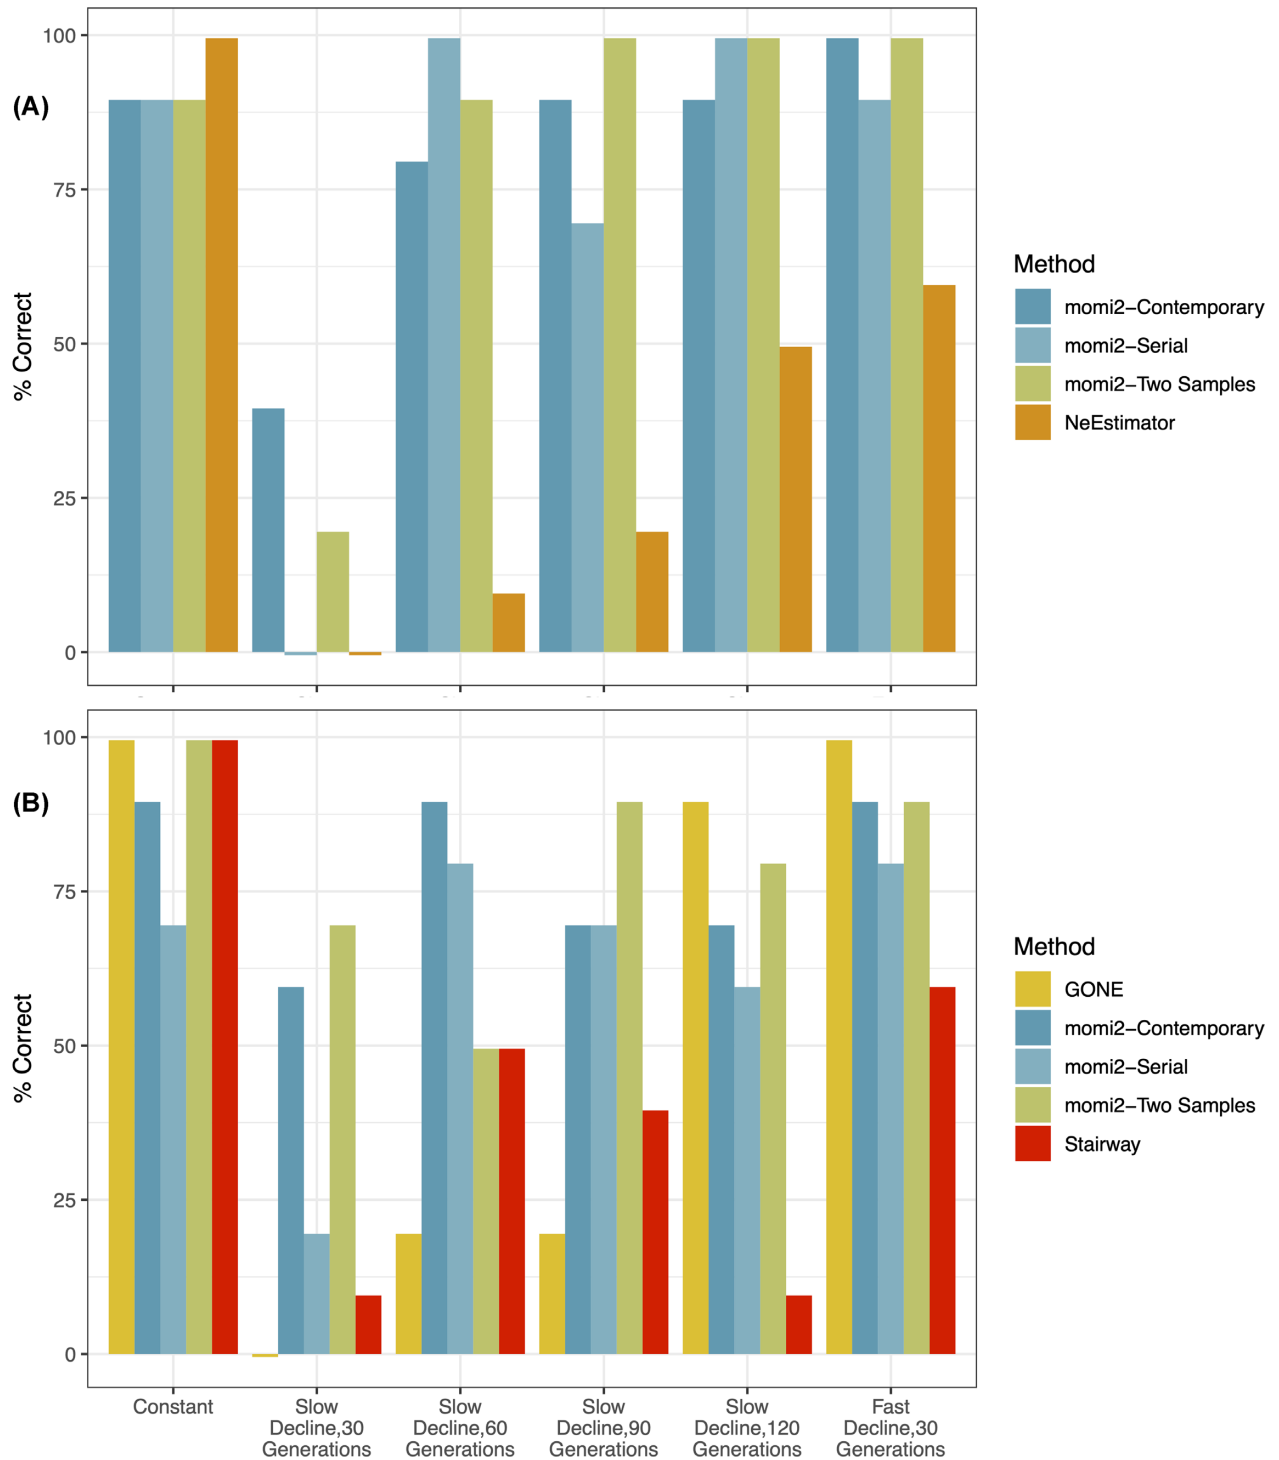 (A)
100
75
50
25
0
% Correct
Method
momi2−Contemporary
momi2−Serial
momi2−Two Samples
NeEstimator
(B)
100
75
50
25
0
% Correct
Method
GONE
momi2−Contemporary
momi2−Serial
momi2−Two Samples
Stairway
Constant
Slow
Decline,30
Generations
Slow
Decline,60
Generations
Slow
Decline,90
Generations
Slow
Decline,120
Generations
Fast
Decline,30
Generations